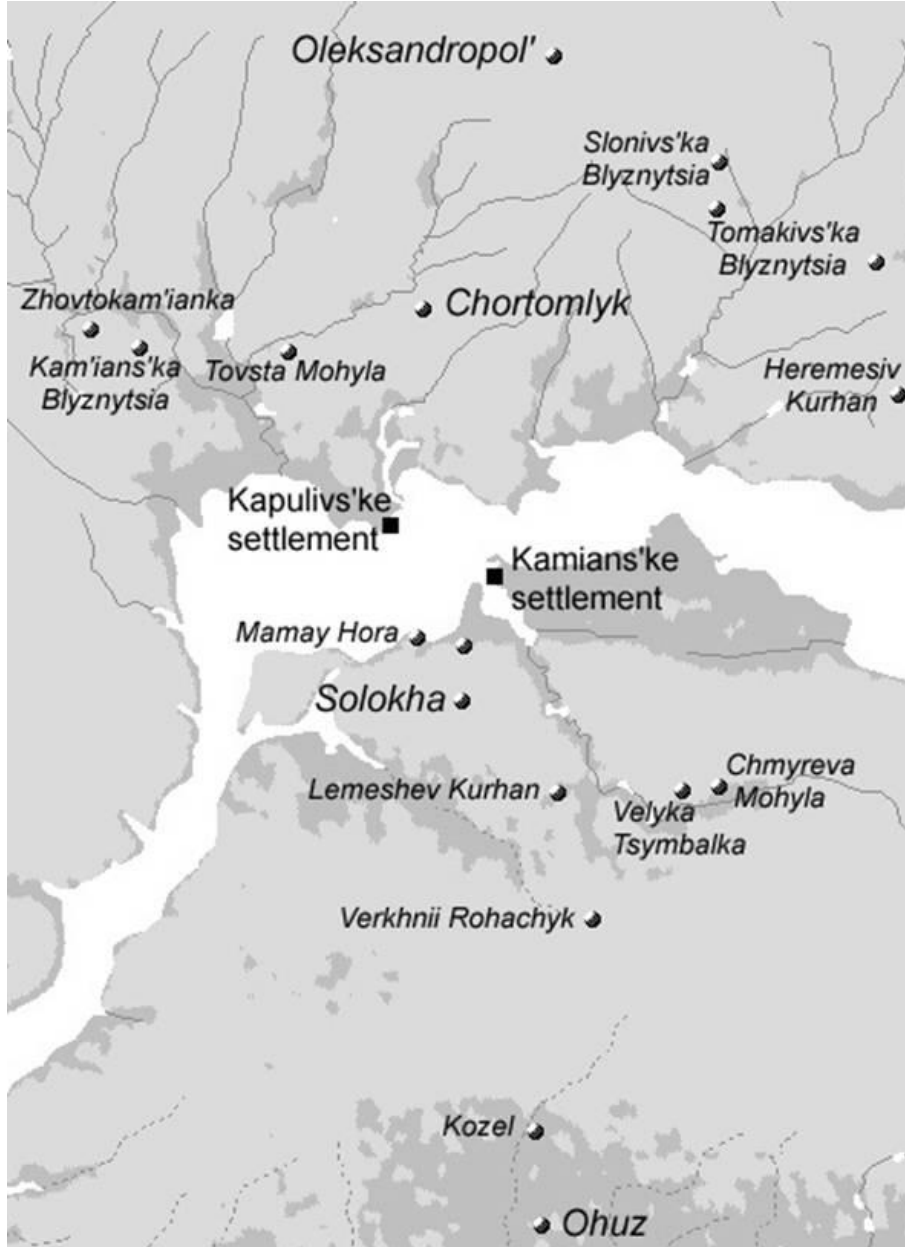 Oleksandropol'
Slonivs'ka
Blyznytsia
Tomakivs'ka
Blyznytsia
Zhovtokam'ianka
Chortomlyk
Kam'ians'ka
Blyznytsia
Tovsta Mohyla
Heremesiv
Kurhan
Kapulivs'ke
settlement
Kamians'ke
settlement
Mamay Hora
Solokha
Lemeshev Kurhan
Chmyreva
Mohyla
Velyka
Tsymbalka
Verkhnii Rohachyk
Kozel
Ohuz